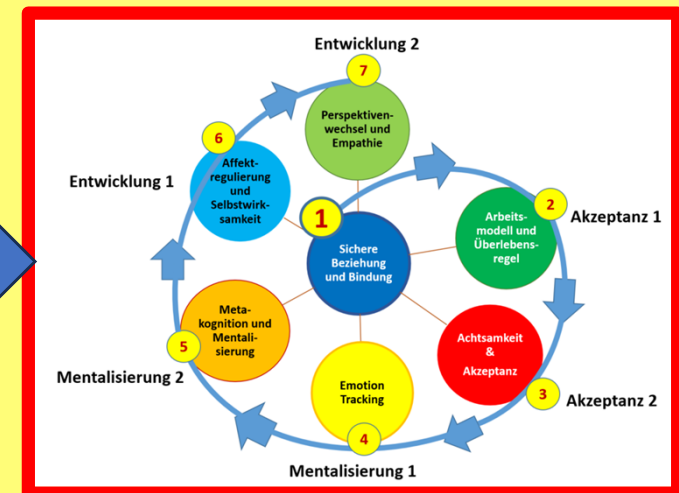 Entwicklung 2
7
Perspektiven-
wechsel und
Empathie
6
Affekt-
regulierung
und
Selbstwirk-
samkeit
Entwicklung 1
1
Sichere
Beziehung
und Bindung
2
Akzeptanz 1
Arbeits-
modell und
Überlebens-
regel
Achtsamkeit
&
Akzeptanz
3
Akzeptanz 2
Meta-
kognition und
Mentali-
sierung
5
Mentalisierung 2
Emotion
Tracking
4
Mentalisierung 1